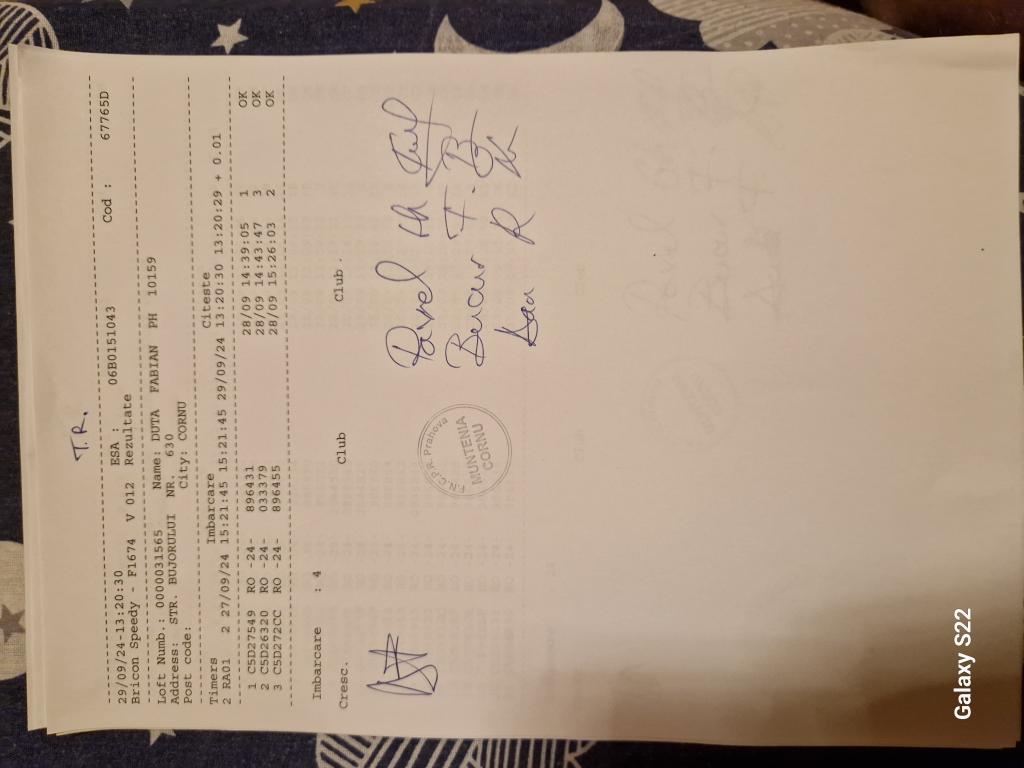 T.R.
29/09/24-13:20:30 ESA : 06B0151043 Cod : 67765D
Bricon Speedy - F1674 V 012 Rezultate
Loft Numb.: 0000031565 Name: DUTA FABIAN PH 10159
Address: STR. BUJORULUI NR. 630
Post code: City: CORNU
Timers Imbarcare Citeste
2 RA01 2 27/09/24 15:21:45 15:21:45 29/09/24 13:20:30 13:20:29 + 0.01
1 C5D27549 RO -24- 896431 28/09 14:39:05 1 OK
2 C5D26320 RO -24- 033379 28/09 14:43:47 3 OK
3 C5D272CC RO -24- 896455 28/09 15:26:03 2 OK
Imbarcare : 4
Cresc. Club Club.
F.N.C.P.R. Prahova
MUNTENIA
CORNU
Pavel
Galaxy S22